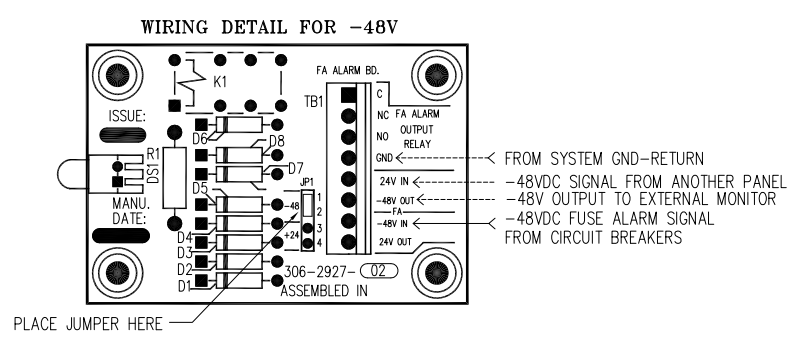 WIRING DETAIL FOR -48V
FA ALARM BD.
K1
TB1
C
NC FA ALARM
OUTPUT
NO
RELAY
GND
FROM SYSTEM GND-RETURN
24V IN
-48VDC SIGNAL FROM ANOTHER PANEL
-48V OUT
-48V OUTPUT TO EXTERNAL MONITOR
FA
-48V IN
-48VDC FUSE ALARM SIGNAL
FROM CIRCUIT BREAKERS
24V OUT
ISSUE:
R1
DS1
MANU.
DATE:
D6
D8
D7
D5
D4
D3
D2
D1
JP1
-48
+24
1
2
3
4
306-2927- 02
ASSEMBLED IN
PLACE JUMPER HERE